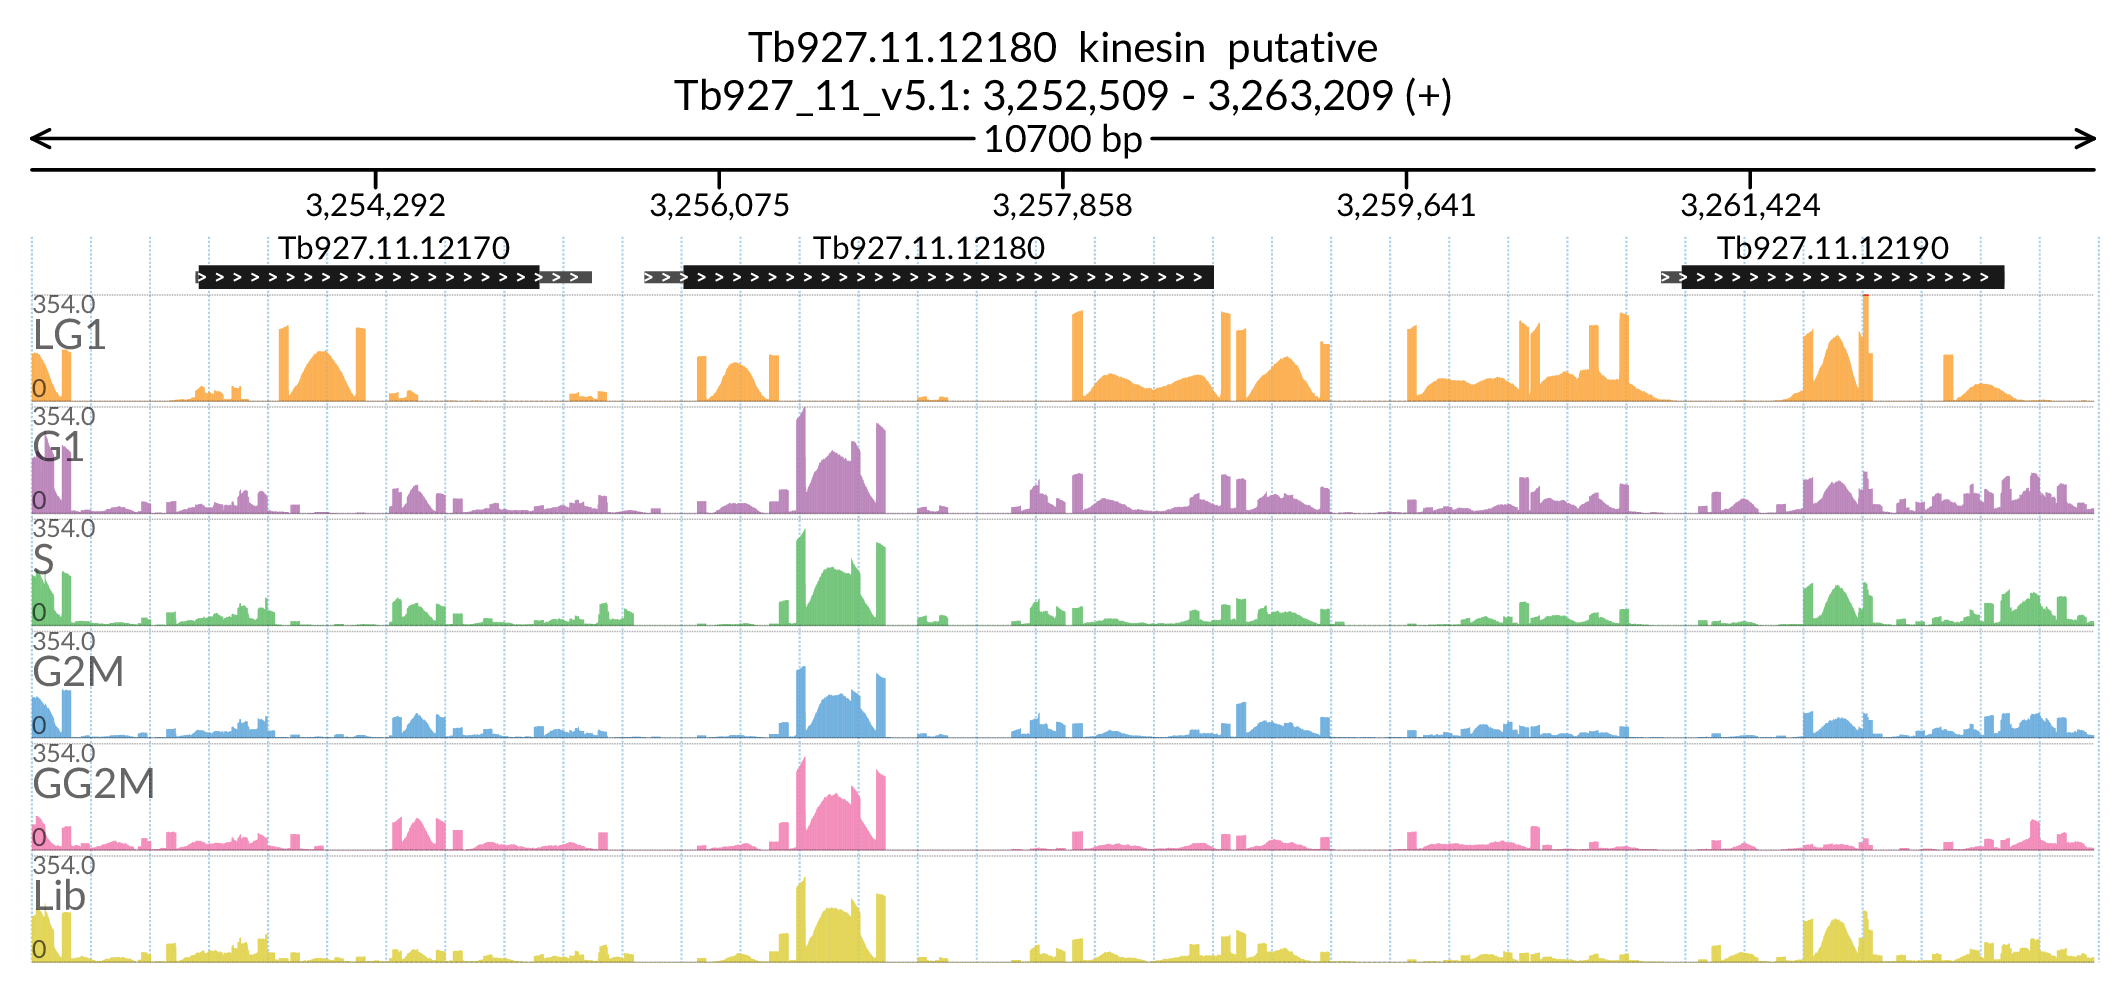 Tb927.11.12180 kinesin putative
Tb927_11_v5.1: 3,252,509 - 3,263,209 (+)
10700 bp
3,254,292 3,256,075 3,257,858 3,259,641 3,261,424
Tb927.11.12170 Tb927.11.12180 Tb927.11.12190
354.0
LG1
0
354.0
G1
0
354.0
S
0
354.0
G2M
0
354.0
GG2M
0
354.0
Lib
0